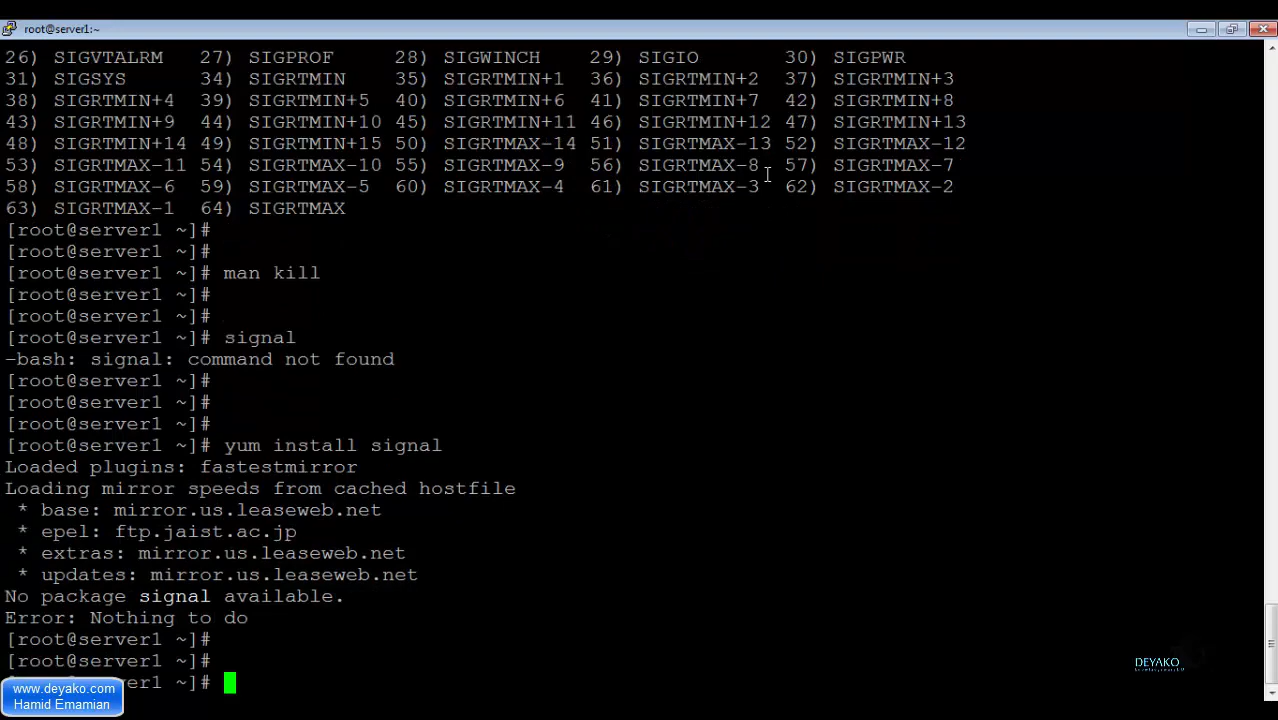 root@server1:~
26) SIGVTALRM 27) SIGPROF 28) SIGWINCH 29) SIGIO 30) SIGPWR
31) SIGSYS 34) SIGRTMIN 35) SIGRTMIN+1 36) SIGRTMIN+2 37) SIGRTMIN+3
38) SIGRTMIN+4 39) SIGRTMIN+5 40) SIGRTMIN+6 41) SIGRTMIN+7 42) SIGRTMIN+8
43) SIGRTMIN+9 44) SIGRTMIN+10 45) SIGRTMIN+11 46) SIGRTMIN+12 47) SIGRTMIN+13
48) SIGRTMIN+14 49) SIGRTMIN+15 50) SIGRTMAX-14 51) SIGRTMAX-13 52) SIGRTMAX-12
53) SIGRTMAX-11 54) SIGRTMAX-10 55) SIGRTMAX-9 56) SIGRTMAX-8 57) SIGRTMAX-7
58) SIGRTMAX-6 59) SIGRTMAX-5 60) SIGRTMAX-4 61) SIGRTMAX-3 62) SIGRTMAX-2
63) SIGRTMAX-1 64) SIGRTMAX
[root@server1 ~]#
[root@server1 ~]#
[root@server1 ~]# man kill
[root@server1 ~]#
[root@server1 ~]#
[root@server1 ~]# signal
-bash: signal: command not found
[root@server1 ~]#
[root@server1 ~]#
[root@server1 ~]#
[root@server1 ~]# yum install signal
Loaded plugins: fastestmirror
Loading mirror speeds from cached hostfile
* base: mirror.us.leaseweb.net
* epel: ftp.jaist.ac.jp
* extras: mirror.us.leaseweb.net
* updates: mirror.us.leaseweb.net
No package signal available.
Error: Nothing to do
[root@server1 ~]#
[root@server1 ~]#
erver1 ~]#
www.deyako.com
Hamid Emamian
DEYAKO